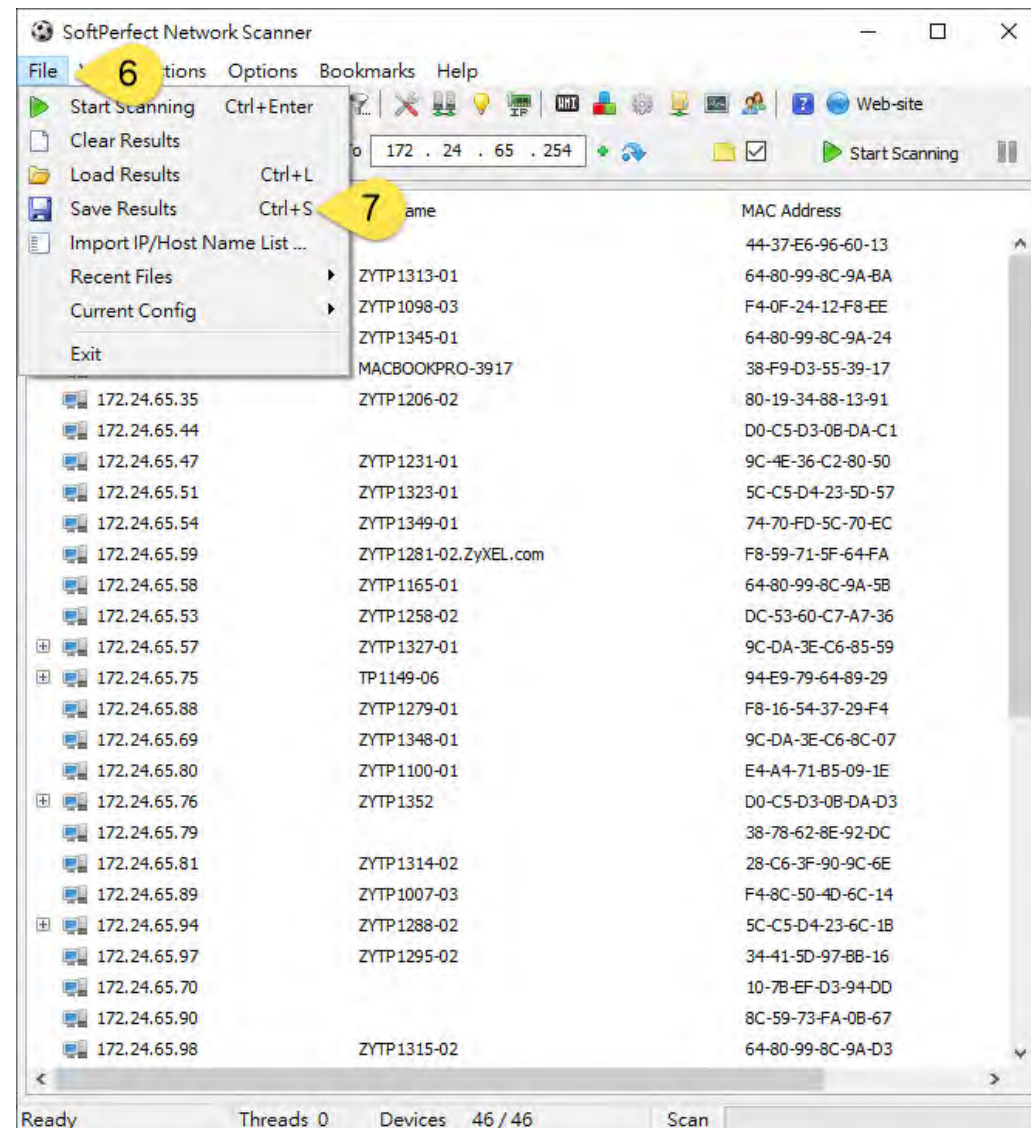 SoftPerfect Network Scanner
File tions Options Bookmarks Help
6
Start Scanning Ctrl+Enter
WMI
IP
Web-site
Clear Results
o 172 . 24 . 65 . 254
Start Scanning
Load Results Ctrl+L
Save Results Ctrl+S
7
ame MAC Address
Import IP/Host Name List ...
44-37-E6-96-60-13
Recent Files
ZYTP1313-01 64-80-99-8C-9A-BA
Current Config
ZYTP1098-03 F4-0F-24-12-F8-EE
ZYTP1345-01 64-80-99-8C-9A-24
Exit
MACBOOKPRO-3917 38-F9-D3-55-39-17
172.24.65.35 ZYTP1206-02 80-19-34-88-13-91
172.24.65.44 D0-C5-D3-0B-DA-C1
172.24.65.47 ZYTP1231-01 9C-4E-36-C2-80-50
172.24.65.51 ZYTP1323-01 5C-C5-D4-23-5D-57
172.24.65.54 ZYTP1349-01 74-70-FD-5C-70-EC
172.24.65.59 ZYTP1281-02.ZyXEL.com F8-59-71-5F-64-FA
172.24.65.58 ZYTP1165-01 64-80-99-8C-9A-5B
172.24.65.53 ZYTP1258-02 DC-53-60-C7-A7-36
172.24.65.57 ZYTP1327-01 9C-DA-3E-C6-85-59
172.24.65.75 TP1149-06 94-E9-79-64-89-29
172.24.65.88 ZYTP1279-01 F8-16-54-37-29-F4
172.24.65.69 ZYTP1348-01 9C-DA-3E-C6-8C-07
172.24.65.80 ZYTP1100-01 E4-A4-71-B5-09-1E
172.24.65.76 ZYTP1352 D0-C5-D3-0B-DA-D3
172.24.65.79 38-78-62-8E-92-DC
172.24.65.81 ZYTP1314-02 28-C6-3F-90-9C-6E
172.24.65.89 ZYTP1007-03 F4-8C-50-4D-6C-14
172.24.65.94 ZYTP1288-02 5C-C5-D4-23-6C-1B
172.24.65.97 ZYTP1295-02 34-41-5D-97-BB-16
172.24.65.70 10-7B-EF-D3-94-DD
172.24.65.90 8C-59-73-FA-0B-67
172.24.65.98 ZYTP1315-02 64-80-99-8C-9A-D3
Ready Threads 0 Devices 46 / 46 Scan